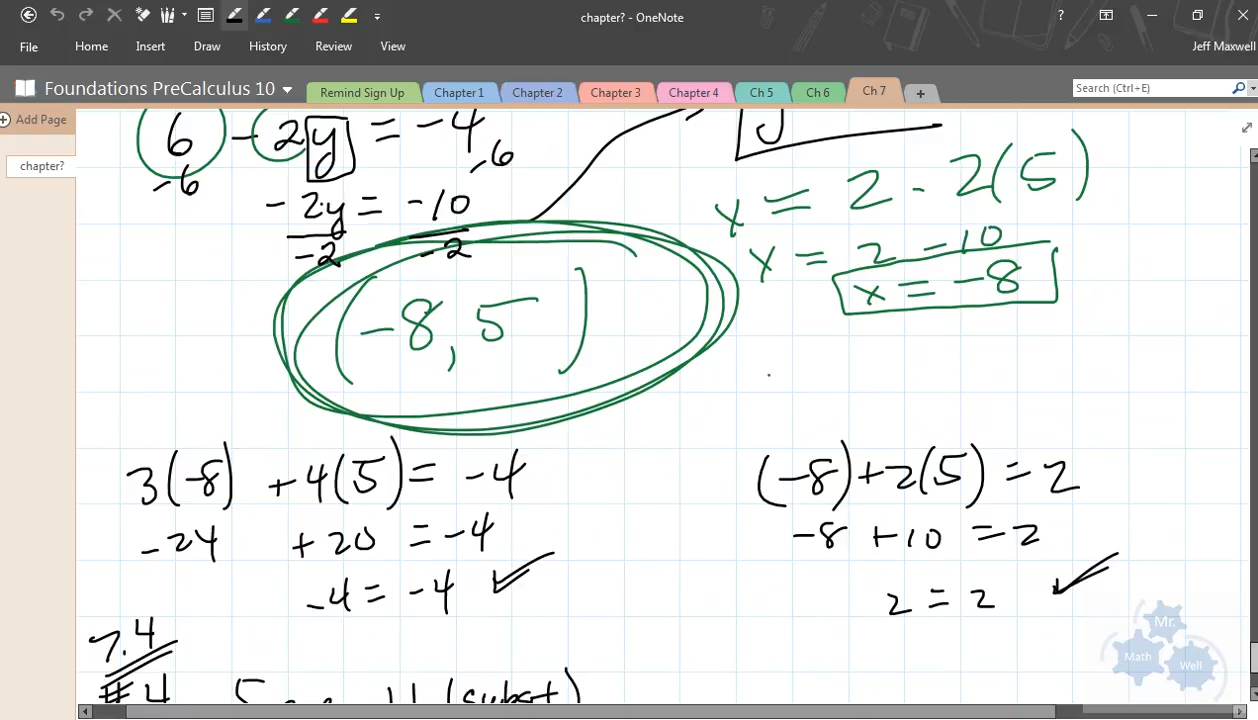 chapter? - OneNote
?
File Home Insert Draw History Review View
Jeff Maxwell
Foundations PreCalculus 10
Remind Sign Up Chapter 1 Chapter 2 Chapter 3 Chapter 4 Ch 5 Ch 6 Ch 7 +
Search (Ctrl+E)
Add Page
chapter?
6 - 2y = -4
-6 -6
-2y = -10
-2 -2
x = 2 - 2(5)
x = 2 - 10
x = -8
(-8, 5)
3(-8) + 4(5) = -4
-24 + 20 = -4
-4 = -4 ✓
(-8) + 2(5) = 2
-8 + 10 = 2
2 = 2 ✓
7.4
#4
(subst)
Mr.
Math
Well